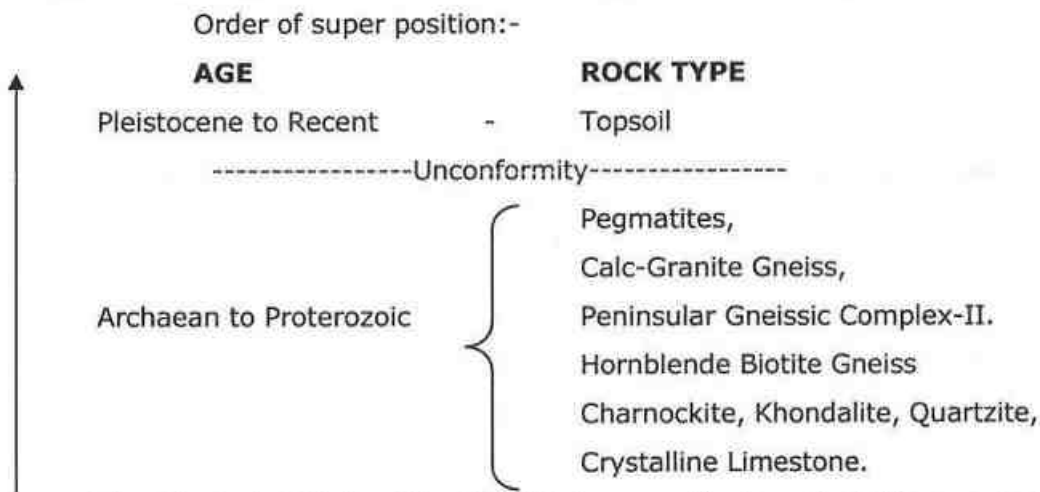 Order of super position:-
AGE ROCK TYPE
Pleistocene to Recent - Topsoil
-----------------Unconformity-----------------
Pegmatites,
Calc-Granite Gneiss,
Archaean to Proterozoic Peninsular Gneissic Complex-II.
Hornblende Biotite Gneiss
Charnockite, Khondalite, Quartzite,
Crystalline Limestone.